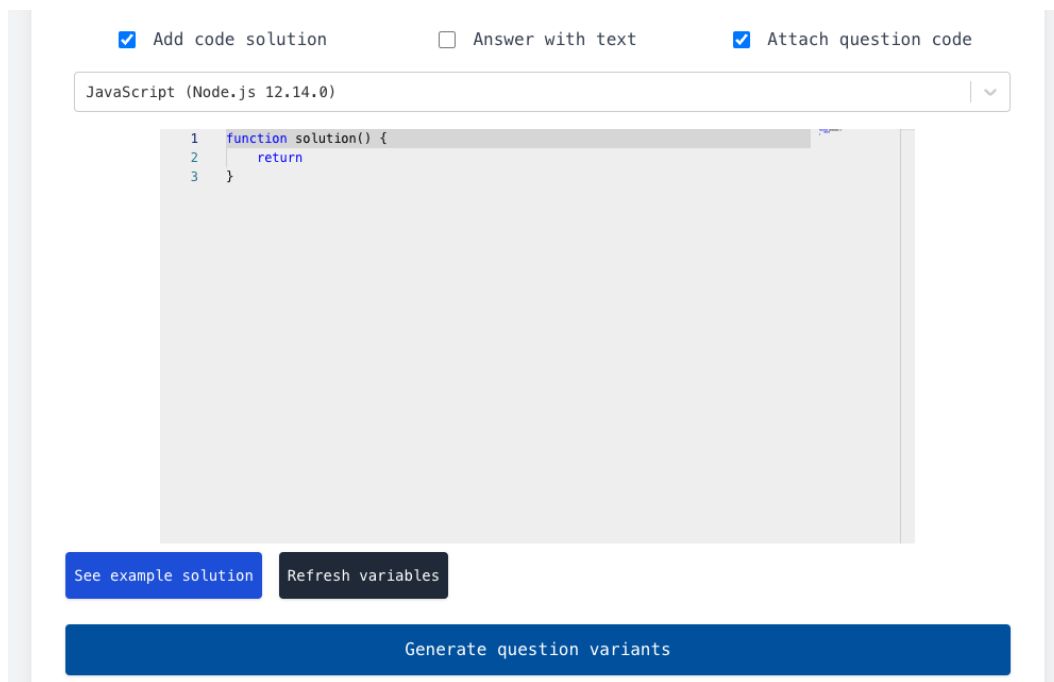 Add code solution Answer with text Attach question code
JavaScript (Node.js 12.14.0)
1 function solution() {
2 return
3 }
See example solution Refresh variables
Generate question variants